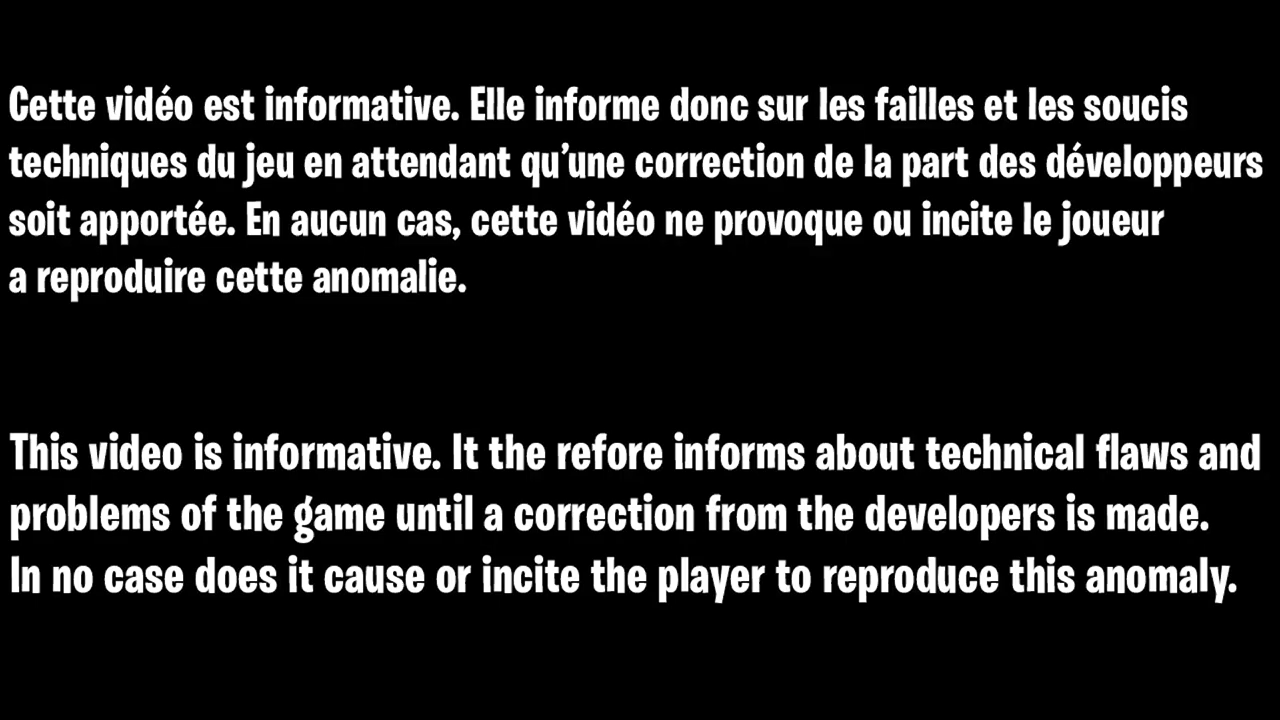 Cette vidéo est informative. Elle informe donc sur les failles et les soucis
techniques du jeu en attendant qu’une correction de la part des développeurs
soit apportée. En aucun cas, cette vidéo ne provoque ou incite le joueur
a reproduire cette anomalie.
This video is informative. It the refore informs about technical flaws and
problems of the game until a correction from the developers is made.
In no case does it cause or incite the player to reproduce this anomaly.